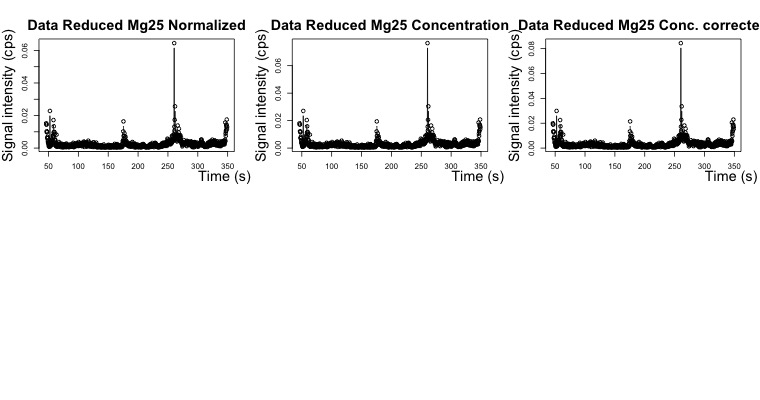 Data Reduced Mg25 Normalized
Signal intensity (cps)
0.00 0.02 0.04 0.06
50 100 150 200 250 300 350
Time (s)
Data Reduced Mg25 Concentration
Signal intensity (cps)
0.00 0.02 0.04 0.06
50 100 150 200 250 300 350
Time (s)
Data Reduced Mg25 Conc. correcte
Signal intensity (cps)
0.00 0.02 0.04 0.06 0.08
50 100 150 200 250 300 350
Time (s)